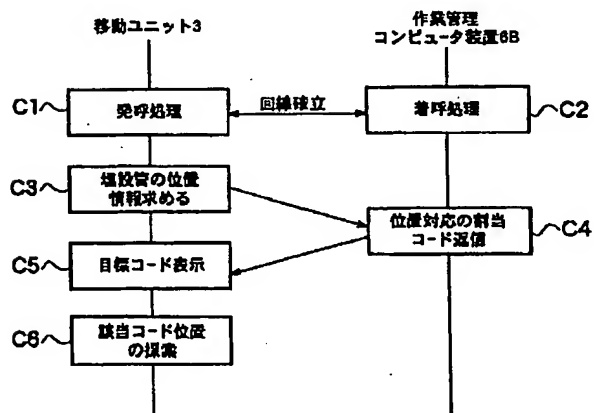 移動ユニット3
作業管理
コンピュータ装置6B
C1
発呼処理
回線確立
着呼処理
C2
C3
埋設管の位置
情報求める
位置対応の割当
コード返信
C4
C5
目標コード表示
C6
該当コード位置
の探索